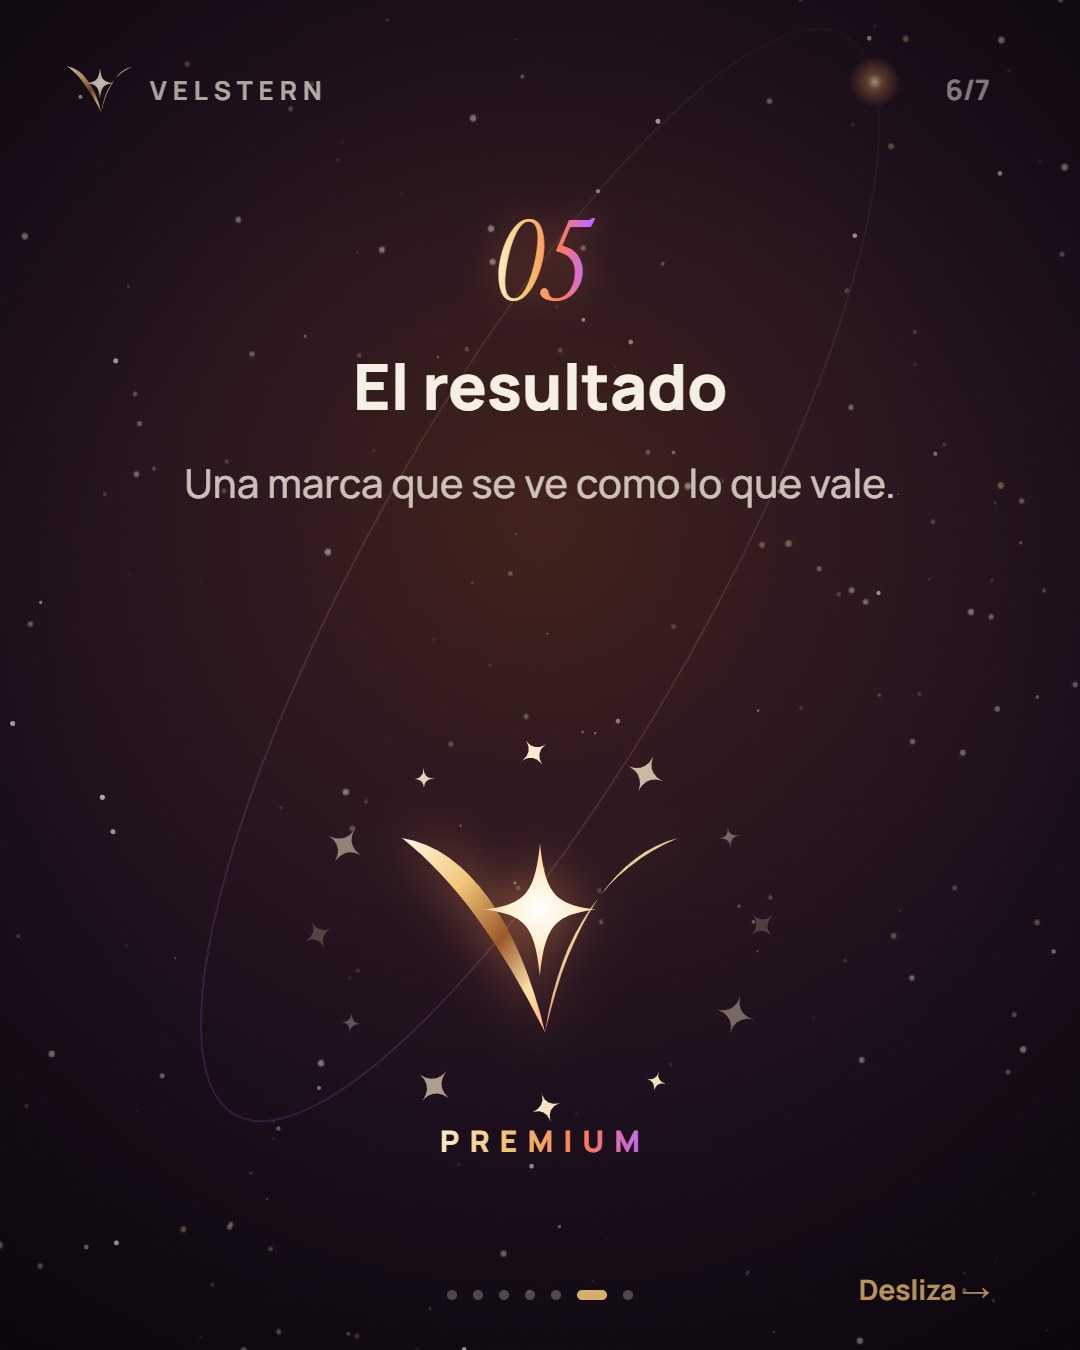 VELSTERN
6/7
05
El resultado
Una marca que se ve como lo que vale.
PREMIUM
Desliza →